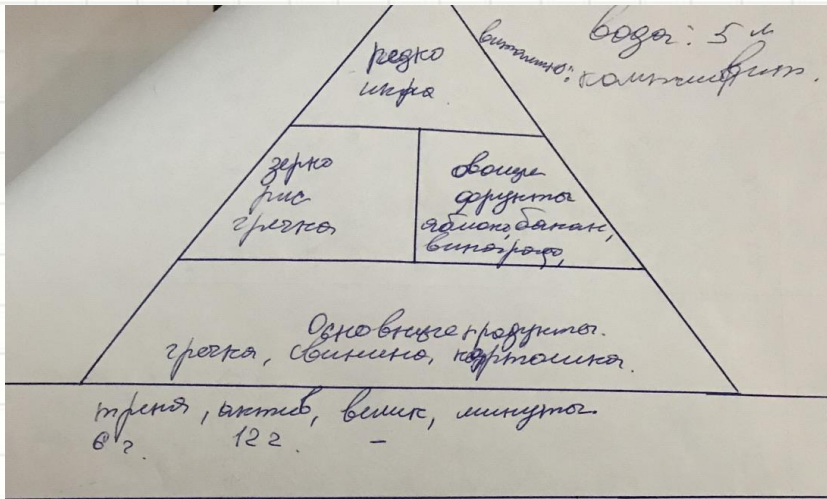 вода: 5 л
витамины: компливит.
редко
икра
зерно
рис
гречка
овощи
фрукты
яблоко, банан,
виноград,
Основные продукты.
гречка, свинина, картошка.
трен, актив, велик, минуты
6 г. 12 г. –